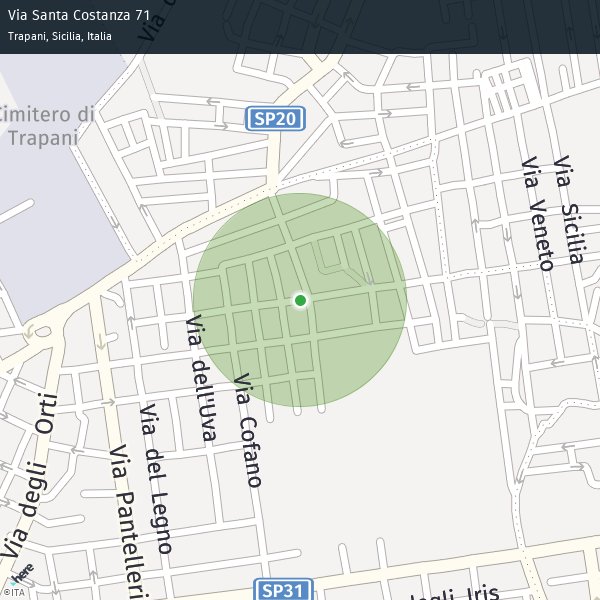 Via Santa Costanza 71
Trapani, Sicilia, Italia
Via d
Cimitero di
Trapani
SP20
Via Sicilia
Via Veneto
Via dell'Uva
Via Cofano
Via degli Orti
Via del Legno
Via Pantelleri
here
©ITA
SP31
degli Iris